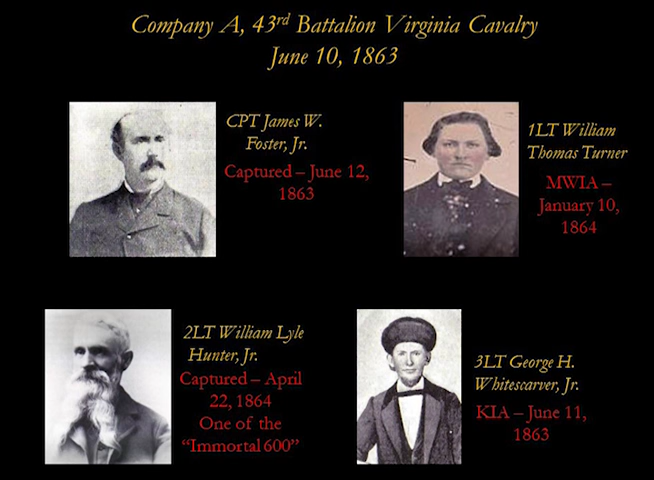 Company A, 43rd Battalion Virginia Cavalry
June 10, 1863
CPT James W.
Foster, Jr.
Captured – June 12,
1863
1LT William
Thomas Turner
MWIA –
January 10,
1864
2LT William Lyle
Hunter, Jr.
Captured – April
22, 1864
One of the
“Immortal 600”
3LT George H.
Whitescarver, Jr.
KIA – June 11,
1863